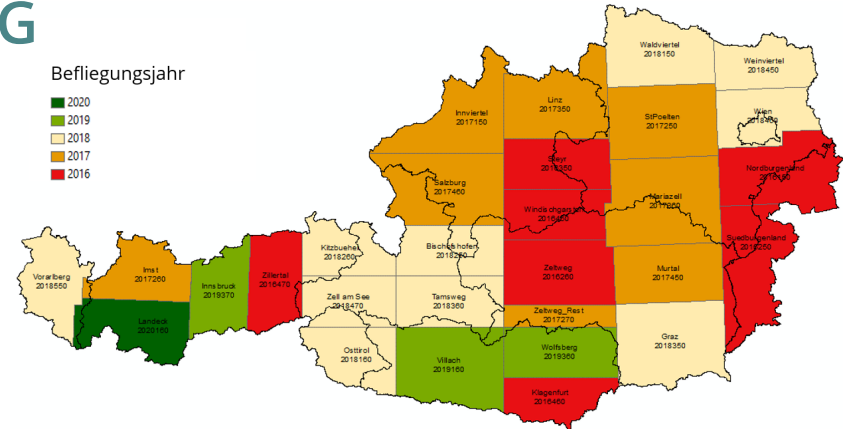 G
Befliegungsjahr
2020
2019
2018
2017
2016
Waldviertel
2018150
Weinviertel
2018450
Innviertel
2017150
Linz
2017350
StPoelten
2017250
Wien
Steyr
Salzburg
2017460
Nordburgenland
Mariazell
Suedburgenland
2016250
Kitzbuehel
2018260
Bischofshofen
Vorarlberg
2018550
Imst
2017260
Innsbruck
2019370
Zillertal
2016470
Zeltweg
2016260
Murtal
2017450
Zell am See
2018470
Tamsweg
2018360
Landeck
2020160
Zeltweg_Rest
2017270
Osttirol
2018160
Villach
2019160
Wolfsberg
2019360
Graz
2018350
Klagenfurt
2016460